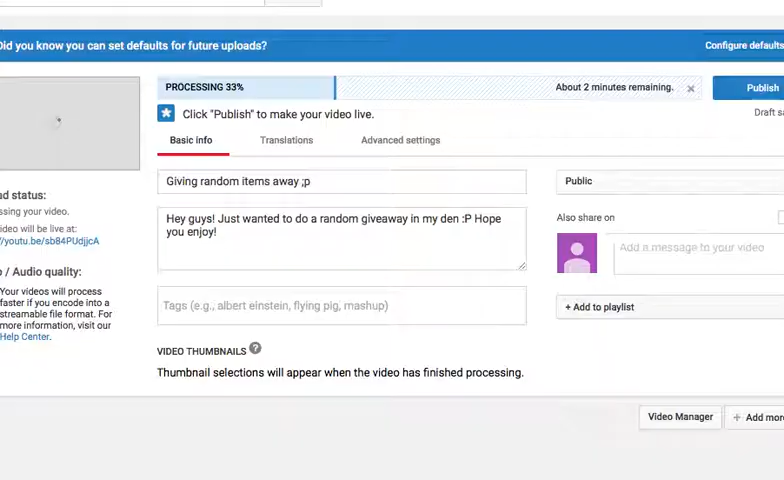 Did you know you can set defaults for future uploads?
Configure defaults
PROCESSING 33%
About 2 minutes remaining.
Publish
Click "Publish" to make your video live.
Draft sa
Basic info
Translations
Advanced settings
Giving random items away ;p
Public
Hey guys! Just wanted to do a random giveaway in my den :P Hope
you enjoy!
Also share on
Add a message to your video
ad status:
ssing your video.
ideo will be live at:
//youtu.be/sb84PUdjjcA
o / Audio quality:
Your videos will process
faster if you encode into a
streamable file format. For
more information, visit our
Help Center.
Tags (e.g., albert einstein, flying pig, mashup)
+ Add to playlist
VIDEO THUMBNAILS ?
Thumbnail selections will appear when the video has finished processing.
Video Manager
+ Add more